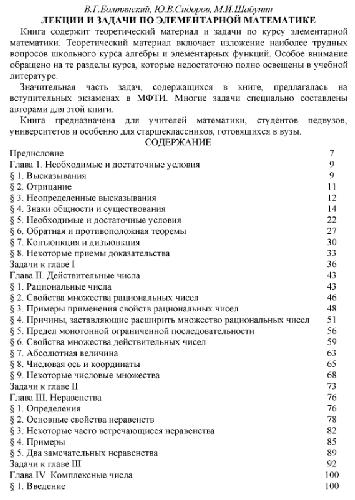 В.Г.Болтянский, Ю.В.Сидоров, М.И.Шабунин
ЛЕКЦИИ И ЗАДАЧИ ПО ЭЛЕМЕНТАРНОЙ МАТЕМАТИКЕ
Книга содержит теоретический материал и задачи по курсу элементарной
математики. Теоретический материал включает изложение наиболее трудных
вопросов школьного курса алгебры и элементарных функций. Особое внимание
обращено на те разделы курса, которые недостаточно полно освещены в учебной
литературе.
Значительная часть задач, содержащихся в книге, предлагалась на
вступительных экзаменах в МФТИ. Многие задачи специально составлены
авторами для этой книги.
Книга предназначена для учителей математики, студентов педвузов,
университетов и особенно для старшеклассников, готовящихся в вузы.
СОДЕРЖАНИЕ
Предисловие 7
Глава I. Необходимые и достаточные условия 9
§ 1. Высказывания 9
§ 2. Отрицание 11
§ 3. Неопределенные высказывания 12
§ 4. Знаки общности и существования 14
§ 5. Необходимые и достаточные условия 22
§ 6. Обратная и противоположная теоремы 27
§ 7. Конъюнкция и дизъюнкция 30
§ 8. Некоторые приемы доказательства 33
Задачи к главе I 36
Глава II. Действительные числа 43
§ 1. Рациональные числа 43
§ 2. Свойства множества рациональных чисел 46
§ 3. Примеры применения свойств рациональных чисел 48
§ 4. Причины, заставляющие расширить множество рациональных чисел 51
§ 5. Предел монотонной ограниченной последовательности 56
§ 6. Свойства множества действительных чисел 59
§ 7. Абсолютная величина 63
§ 8. Числовая ось и координаты 65
§ 9. Некоторые числовые множества 68
Задачи к главе II 73
Глава III. Неравенства 76
§ 1. Определения 76
§ 2. Основные свойства неравенств 78
§ 3. Некоторые часто встречающиеся неравенства 82
§ 4. Примеры 85
§ 5. Два замечательных неравенства 89
Задачи к главе III 92
Глава IV. Комплексные числа 100
§ 1. Введение 100